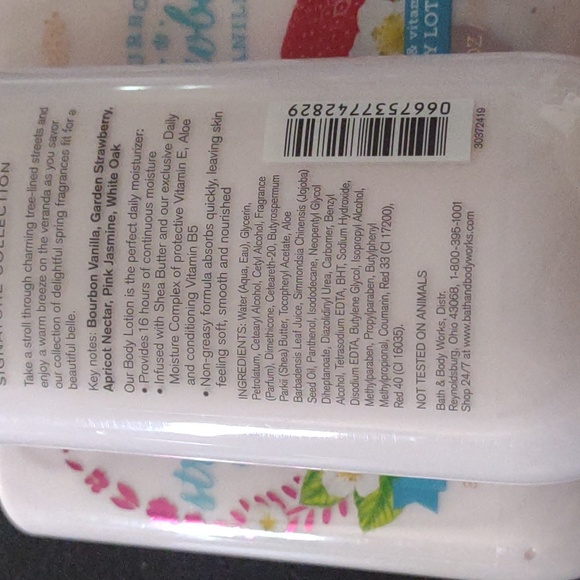 SIGNATURE COLLECTION
Take a stroll through charming tree-lined streets and
enjoy a warm breeze on the veranda as you savor
our collection of delightful spring fragrances fit for a
beautiful belle.
Key notes: Bourbon Vanilla, Garden Strawberry,
Apricot Nectar, Pink Jasmine, White Oak
Our Body Lotion is the perfect daily moisturizer:
• Provides 16 hours of continuous moisture
• Infused with Shea Butter and our exclusive Daily
Moisture Complex of protective Vitamin E, Aloe
and conditioning Vitamin B5
• Non-greasy formula absorbs quickly, leaving skin
feeling soft, smooth and nourished
INGREDIENTS: Water (Aqua, Eau), Glycerin,
Petrolatum, Cetearyl Alcohol, Cetyl Alcohol, Fragrance
(Parfum), Dimethicone, Ceteareth-20, Butyrospermum
Parkii (Shea) Butter, Tocopheryl Acetate, Aloe
Barbadensis Leaf Juice, Simmondsia Chinensis (Jojoba)
Seed Oil, Panthenol, Isododecane, Neopentyl Glycol
Diheptanoate, Diazolidinyl Urea, Carbomer, Benzyl
Alcohol, Tetrasodium EDTA, BHT, Sodium Hydroxide,
Disodium EDTA, Butylene Glycol, Isopropyl Alcohol,
Methylparaben, Propylparaben, Butylphenyl
Methylpropional, Coumarin, Red 33 (CI 17200),
Red 40 (CI 16035).
NOT TESTED ON ANIMALS
Bath & Body Works, Distr.
Reynoldsburg, Ohio 43068, 1-800-395-1001
Shop 24/7 at www.bathandbodyworks.com
0667537742829
30372419
& vitam
Y LOT
OZ